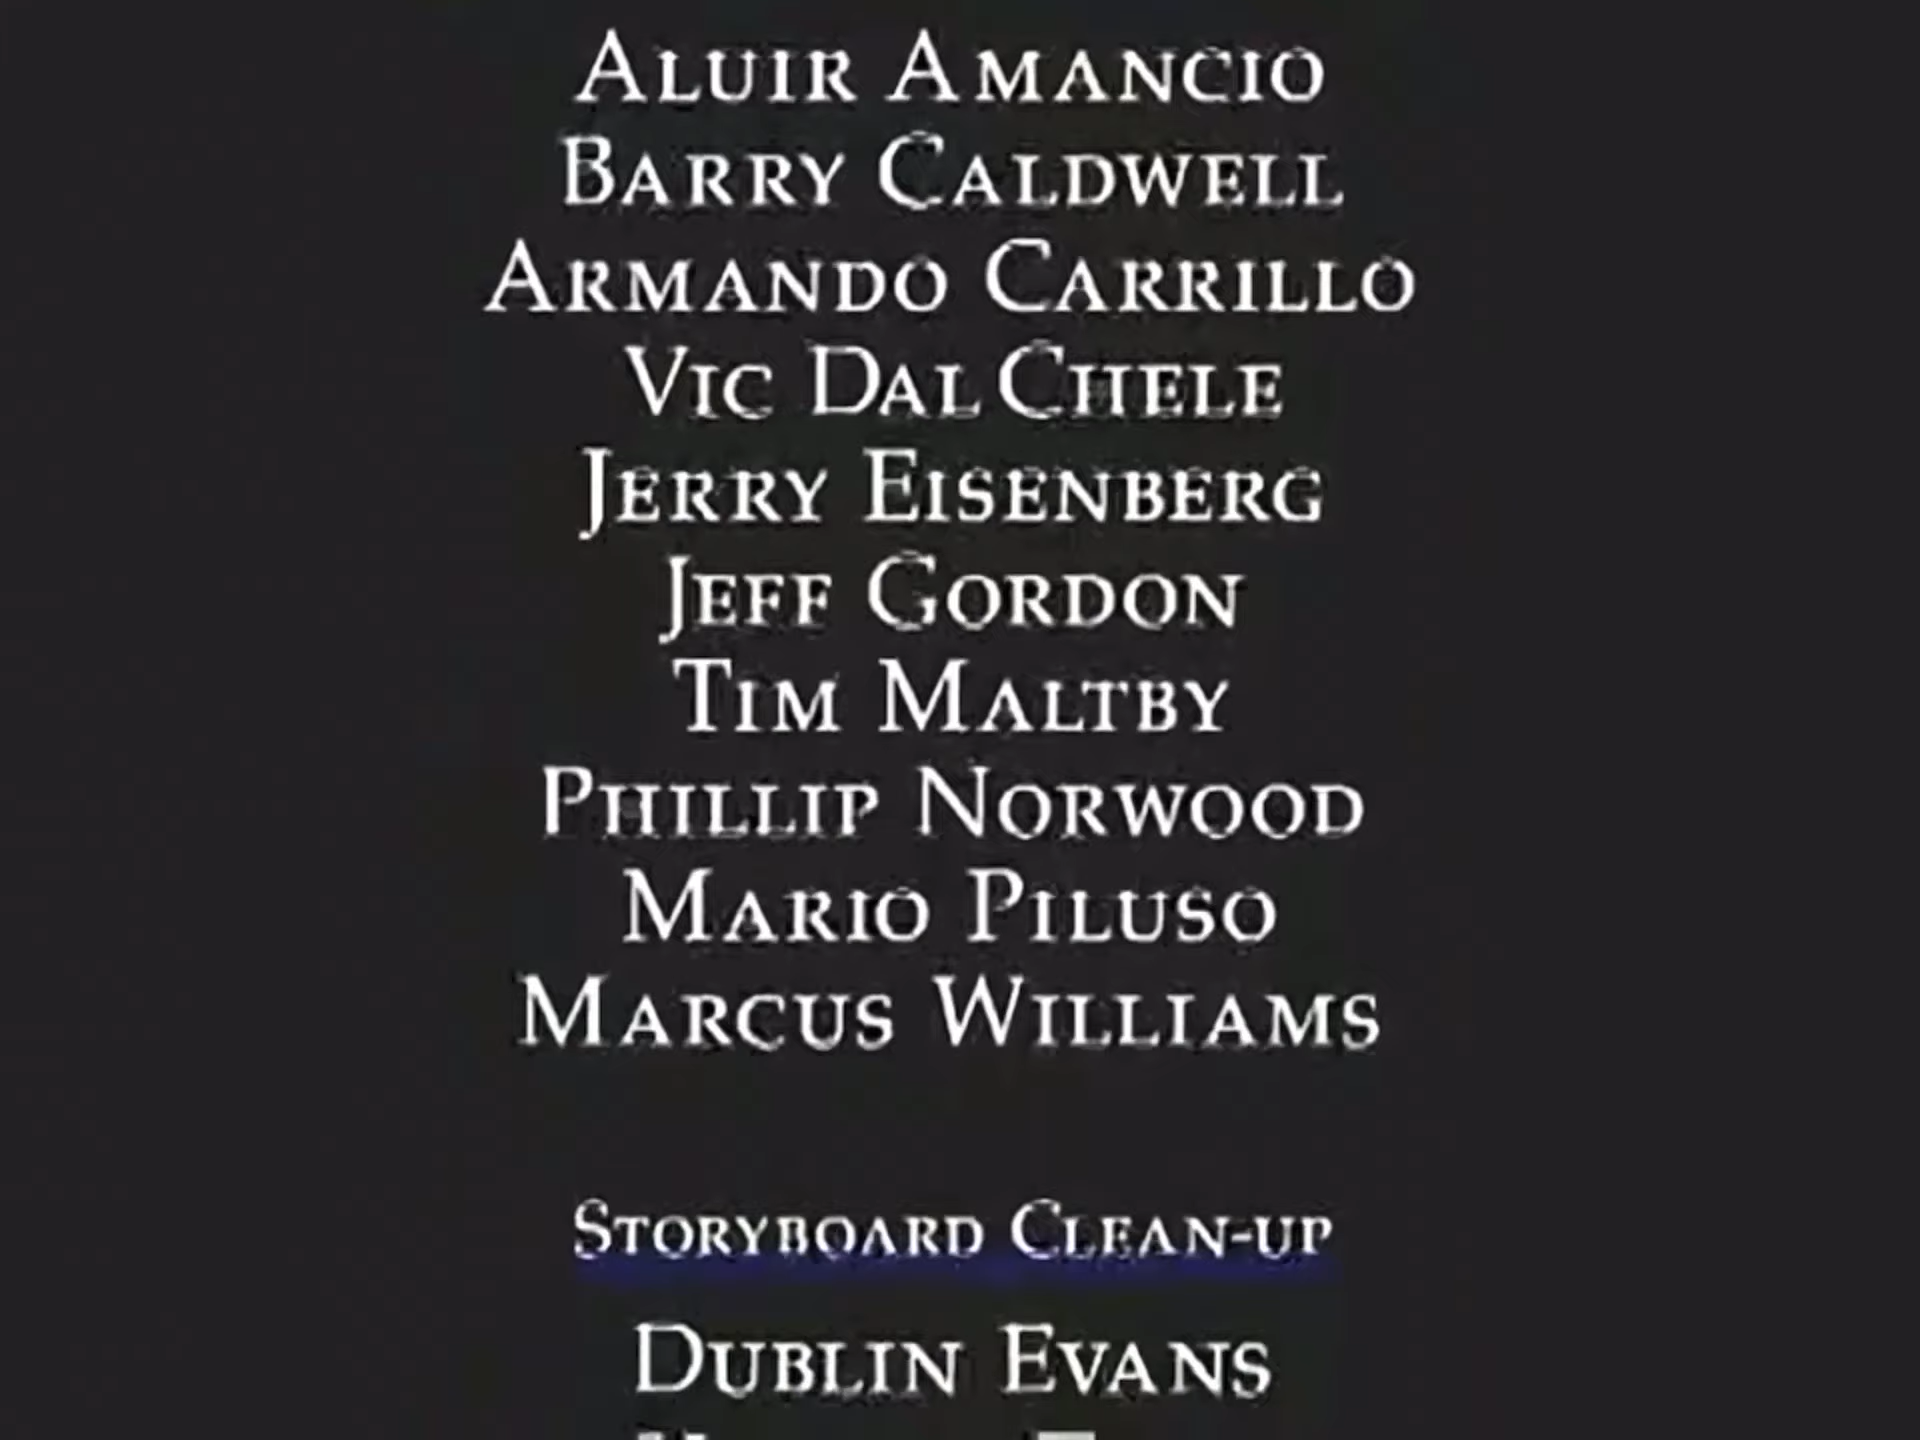 ALUIR AMANCIO
BARRY CALDWELL
ARMANDO CARRILLO
VIC DAL CHELE
JERRY EISENBERG
JEFF GORDON
TIM MALTBY
PHILLIP NORWOOD
MARIO PILUSO
MARCUS WILLIAMS
STORYBOARD CLEAN-UP
DUBLIN EVANS